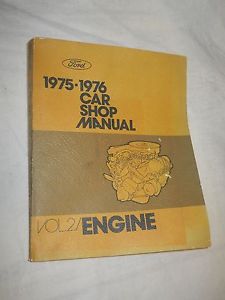 Ford
1975-1976
CAR
SHOP
MANUAL
VOL.2/ENGINE